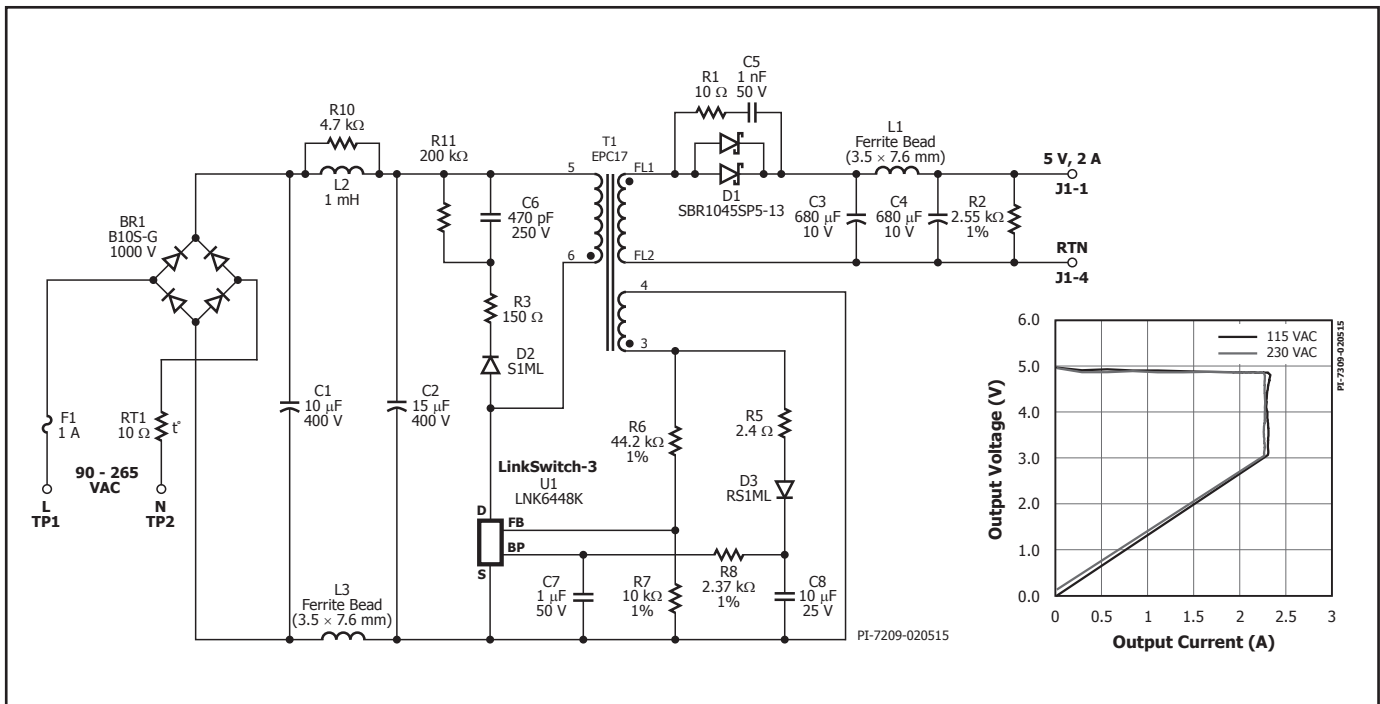 R10
4.7 kΩ
L2
1 mH
R11
200 kΩ
C6
470 pF
250 V
BR1
B10S-G
1000 V
R3
150 Ω
D2
S1ML
C1
10 μF
400 V
C2
15 μF
400 V
F1
1 A
RT1
10 Ω
t°
90 - 265
VAC
L
TP1
N
TP2
L3
Ferrite Bead
(3.5 × 7.6 mm)
LinkSwitch-3
U1
LNK6448K
D
S
FB
BP
T1
EPC17
5
6
FL1
FL2
4
3
R1
10 Ω
C5
1 nF
50 V
D1
SBR1045SP5-13
L1
Ferrite Bead
(3.5 × 7.6 mm)
C3
680 μF
10 V
C4
680 μF
10 V
R2
2.55 kΩ
1%
5 V, 2 A
J1-1
RTN
J1-4
R6
44.2 kΩ
1%
R5
2.4 Ω
D3
RS1ML
R8
2.37 kΩ
1%
C7
1 μF
50 V
R7
10 kΩ
1%
C8
10 μF
25 V
PI-7209-020515
Output Voltage (V)
6.0
5.0
4.0
3.0
2.0
1.0
0.0
115 VAC
230 VAC
0 0.5 1 1.5 2 2.5 3
Output Current (A)
PI-7309-020515